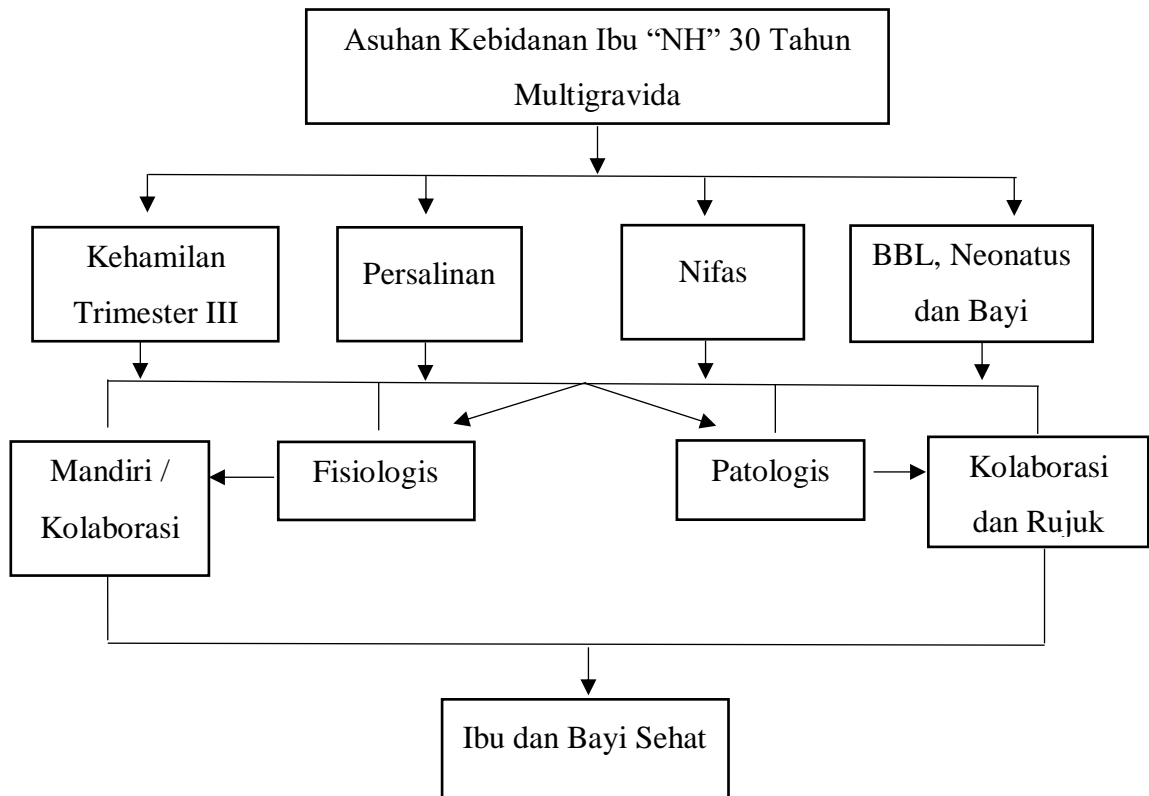 Asuhan Kebidanan Ibu “NH” 30 Tahun
Multigravida
Kehamilan
Trimester III
Persalinan
Nifas
BBL, Neonatus
dan Bayi
Mandiri /
Kolaborasi
Fisiologis
Patologis
Kolaborasi
dan Rujuk
Ibu dan Bayi Sehat